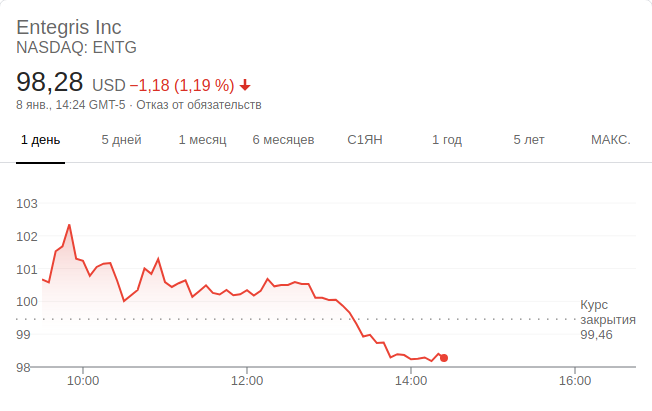 Entegris Inc
NASDAQ: ENTG
98,28 USD −1,18 (1,19 %)
8 янв., 14:24 GMT-5 · Отказ от обязательств
1 день 5 дней 1 месяц 6 месяцев С1ЯН 1 год 5 лет МАКС.
103
102
101
100
99
98
Курс
закрытия
99,46
10:00 12:00 14:00 16:00